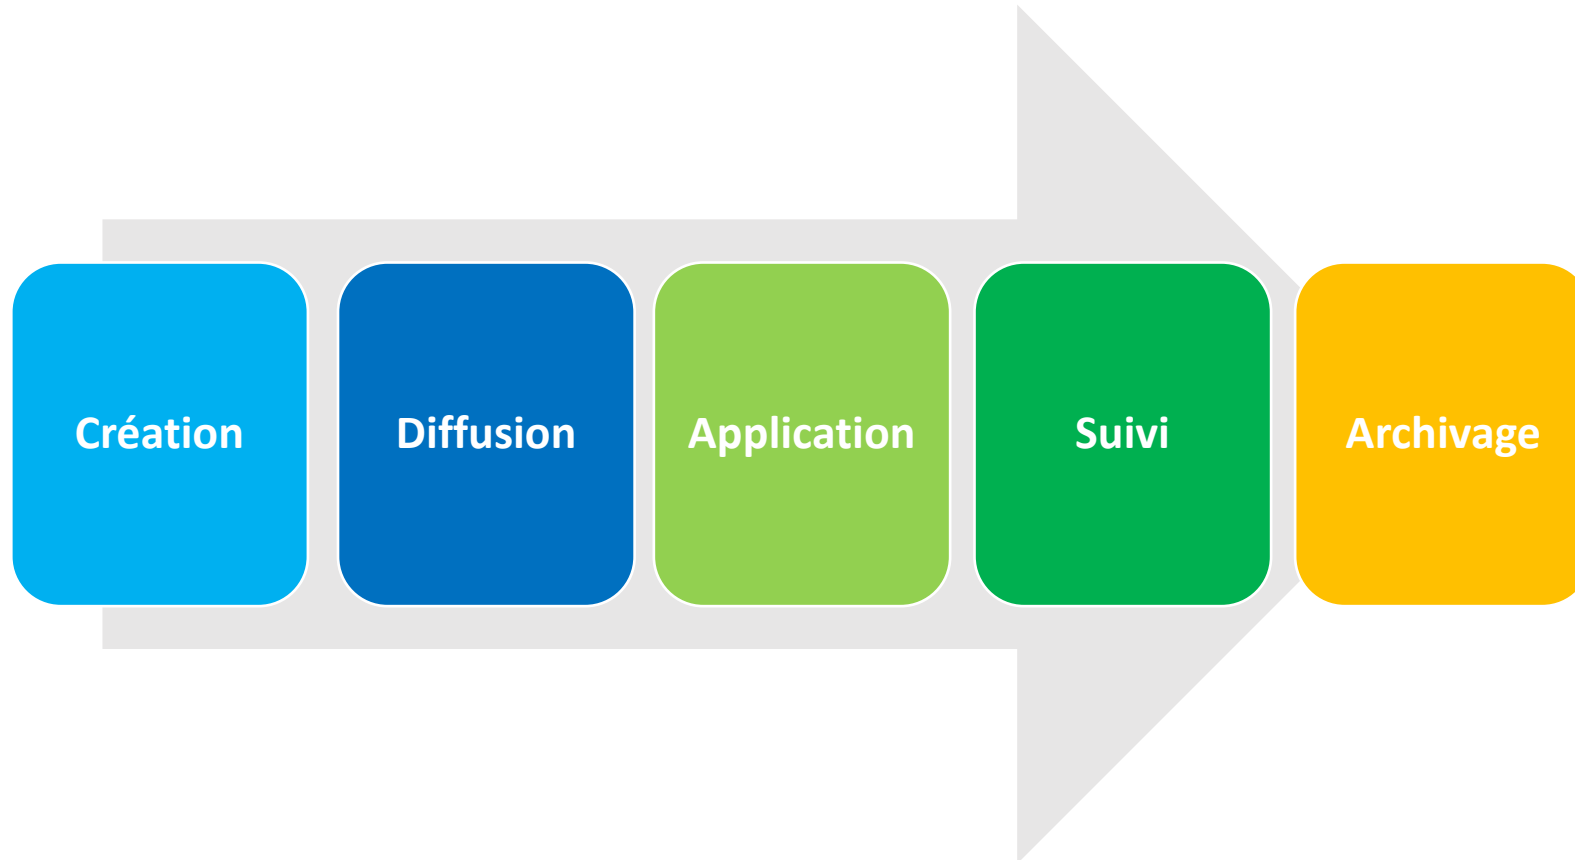 Création
Diffusion
Application
Suivi
Archivage